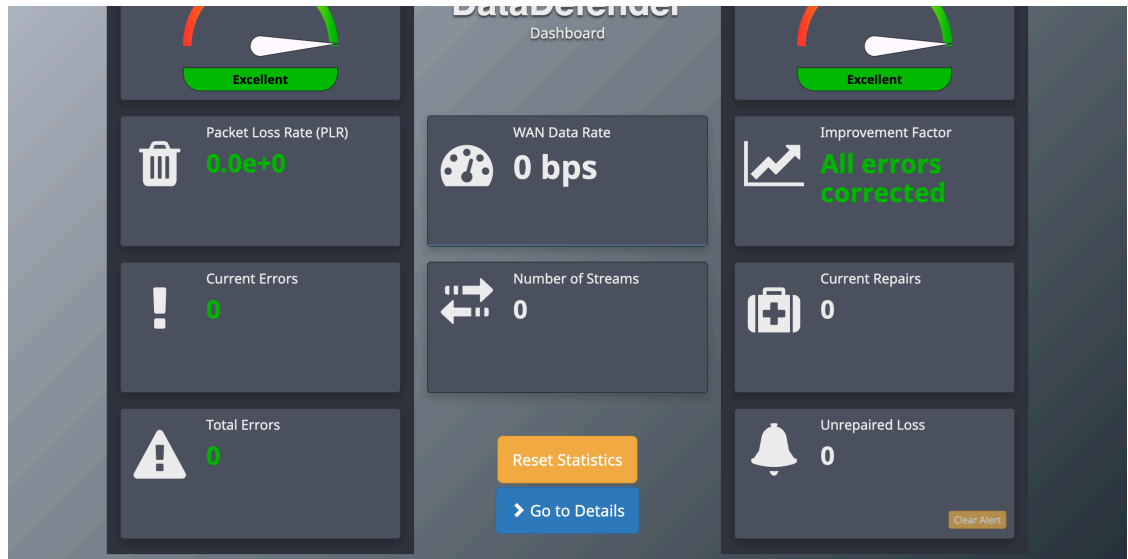 DataDefender
Dashboard
Excellent
Excellent
Packet Loss Rate (PLR)
0.0e+0
WAN Data Rate
0 bps
Improvement Factor
All errors
corrected
Current Errors
0
Number of Streams
0
Current Repairs
0
Total Errors
0
Reset Statistics
Go to Details
Unrepaired Loss
0
Clear Alert